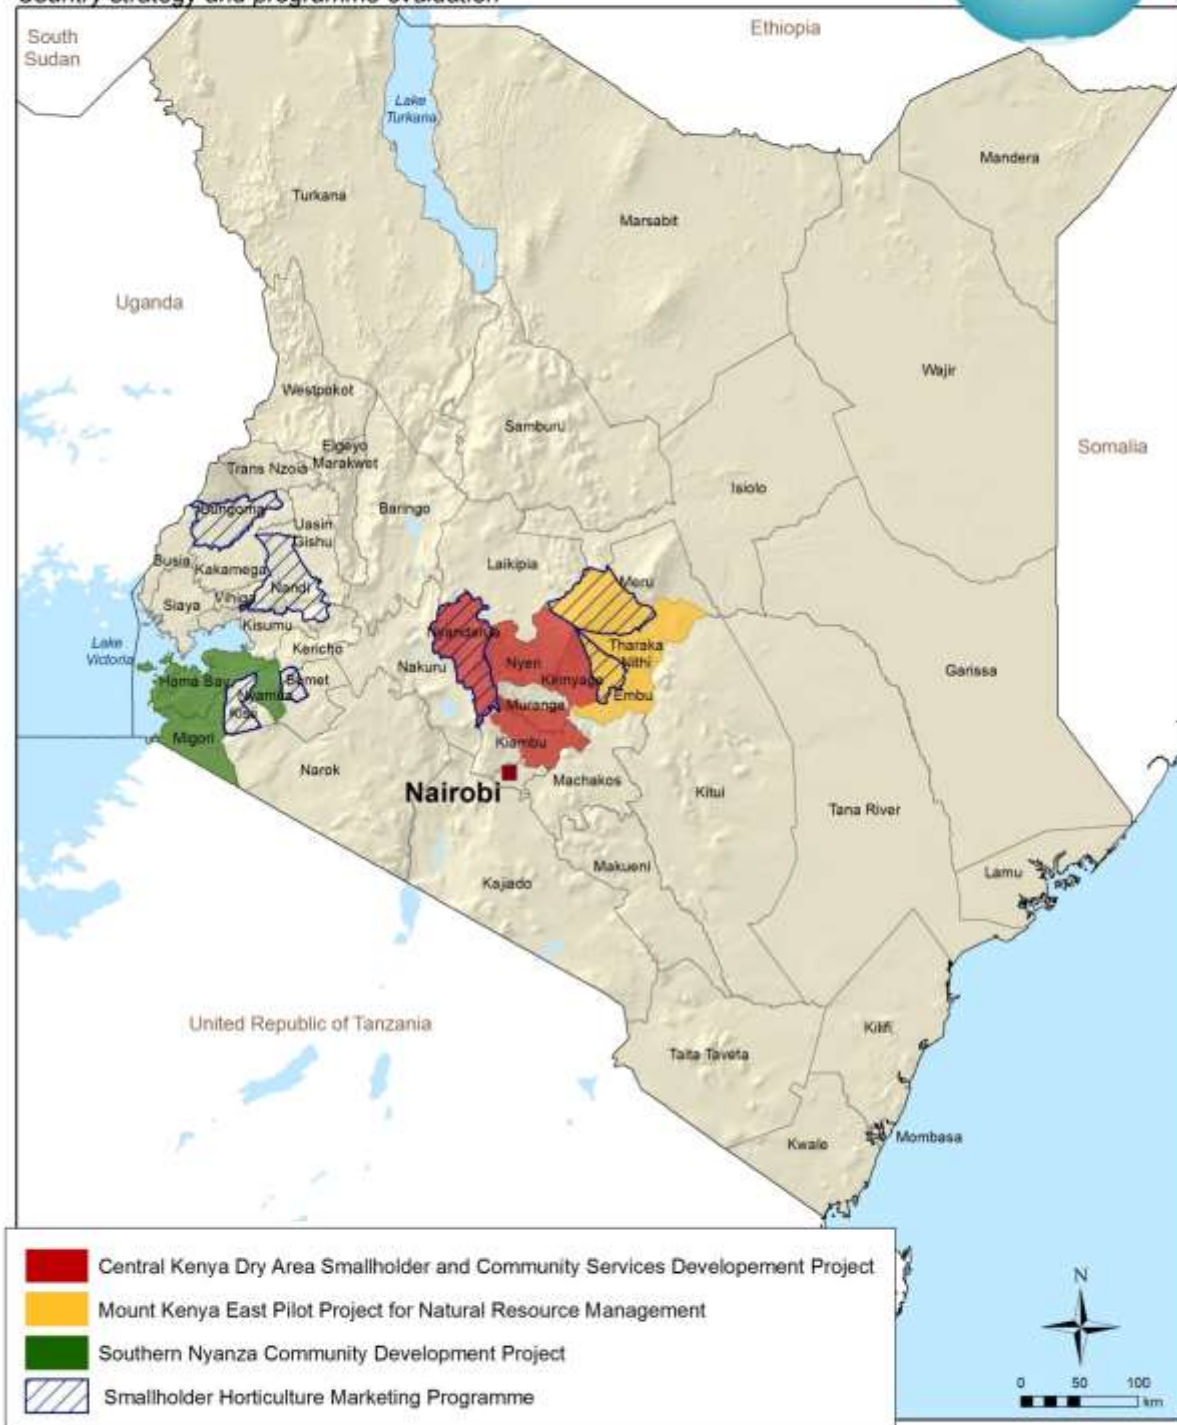 Country strategy and programme evaluation
South
Sudan
Ethiopia
Lake
Turkana
Mandera
Turkana
Marsabit
Uganda
Wajir
Westpokot
Samburu
Somalia
Elgeyo
Marakwet
Trans Nzoia
Isiolo
Baringo
Bungoma
Uasin
Gishu
Laikipia
Busia
Kakamega
Nandi
Meru
Vihiga
Siaya
Kisumu
Nyandarua
Lake
Victoria
Kericho
Tharaka
Nithi
Nakuru
Nyeri
Garissa
Homa Bay
Bomet
Kirinyaga
Nyamira
Embu
Muranga
Kisii
Migori
Kiambu
Narok
Machakos
Nairobi
Kitui
Tana River
Makueni
Lamu
Kajiado
United Republic of Tanzania
Kilifi
Taita Taveta
Kwale
Mombasa
Central Kenya Dry Area Smallholder and Community Services Developement Project
Mount Kenya East Pilot Project for Natural Resource Management
Southern Nyanza Community Development Project
Smallholder Horticulture Marketing Programme
N
0 50 100
km